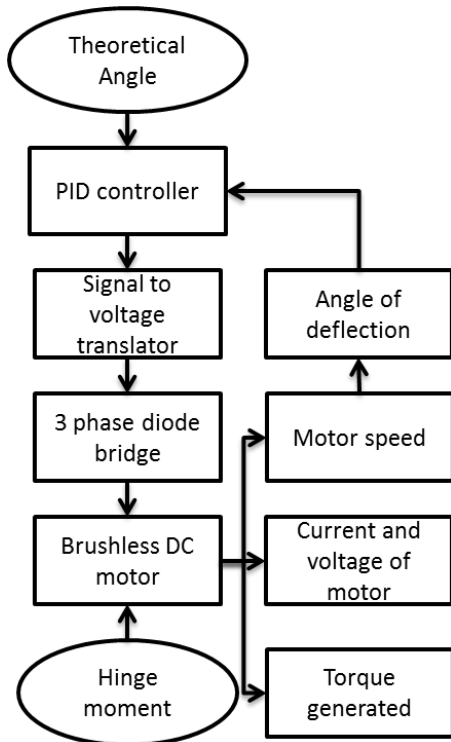 Theoretical
Angle
PID controller
Signal to
voltage
translator
Angle of
deflection
3 phase diode
bridge
Motor speed
Brushless DC
motor
Current and
voltage of
motor
Hinge
moment
Torque
generated